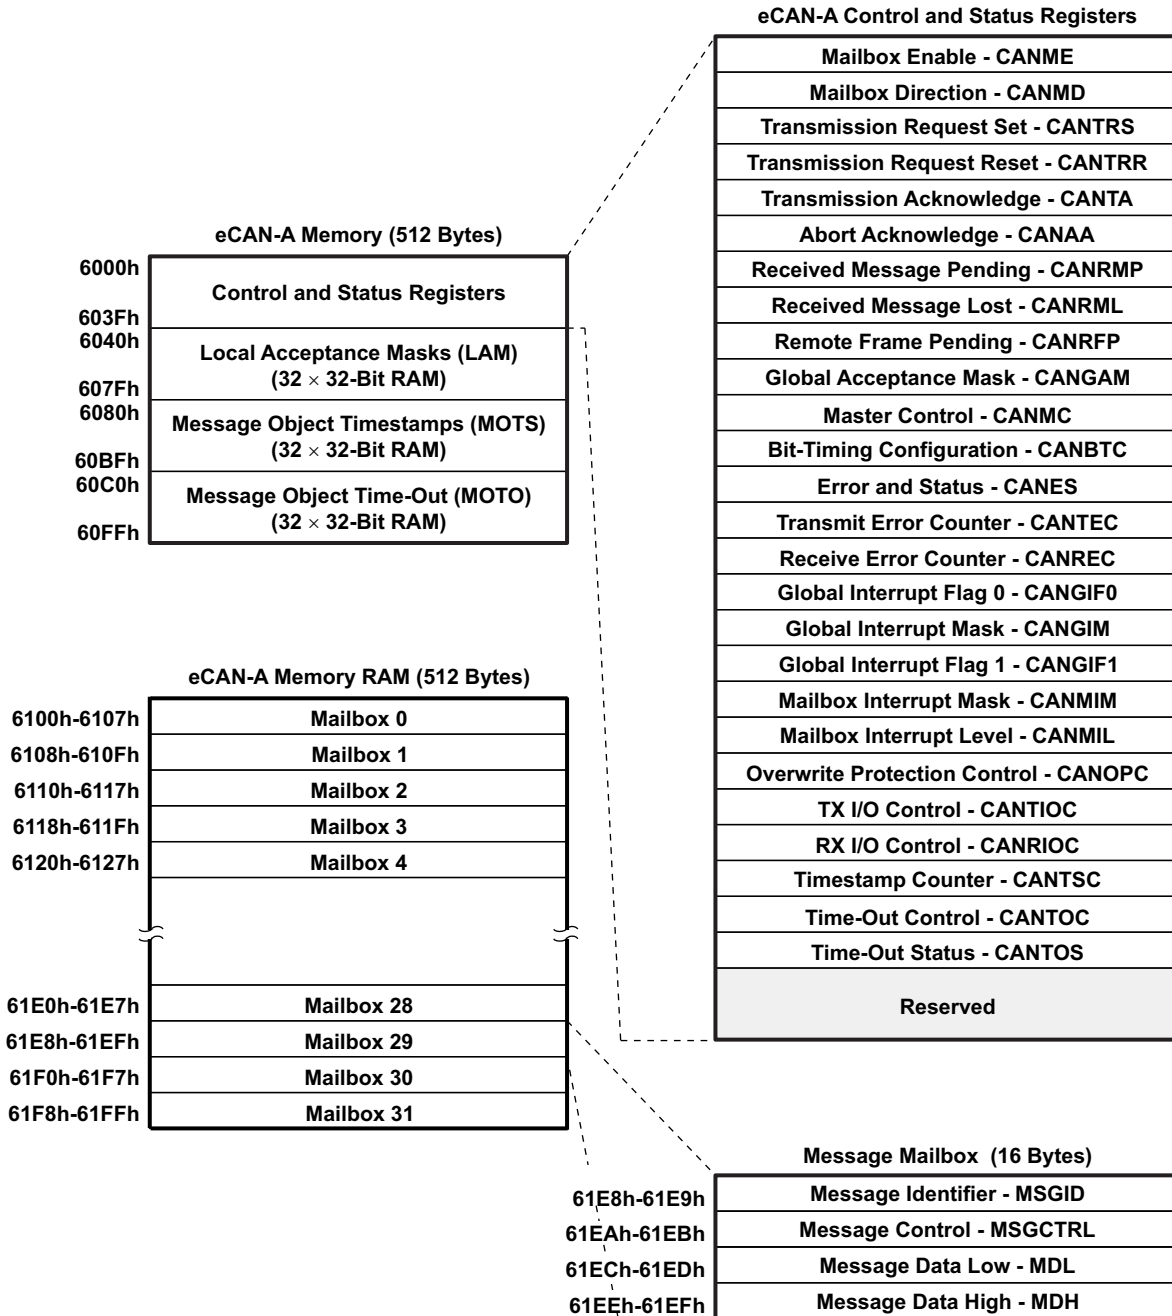 eCAN-A Control and Status Registers
Mailbox Enable - CANME
Mailbox Direction - CANMD
Transmission Request Set - CANTRS
Transmission Request Reset - CANTRR
Transmission Acknowledge - CANTA
Abort Acknowledge - CANAA
Received Message Pending - CANRMP
Received Message Lost - CANRML
Remote Frame Pending - CANRFP
Global Acceptance Mask - CANGAM
Master Control - CANMC
Bit-Timing Configuration - CANBTC
Error and Status - CANES
Transmit Error Counter - CANTEC
Receive Error Counter - CANREC
Global Interrupt Flag 0 - CANGIF0
Global Interrupt Mask - CANGIM
Global Interrupt Flag 1 - CANGIF1
Mailbox Interrupt Mask - CANMIM
Mailbox Interrupt Level - CANMIL
Overwrite Protection Control - CANOPC
TX I/O Control - CANTIOC
RX I/O Control - CANRIOC
Timestamp Counter - CANTSC
Time-Out Control - CANTOC
Time-Out Status - CANTOS
Reserved
eCAN-A Memory (512 Bytes)
6000h
Control and Status Registers
603Fh
6040h
Local Acceptance Masks (LAM)
(32 × 32-Bit RAM)
607Fh
6080h
Message Object Timestamps (MOTS)
(32 × 32-Bit RAM)
60BFh
60C0h
Message Object Time-Out (MOTO)
(32 × 32-Bit RAM)
60FFh
eCAN-A Memory RAM (512 Bytes)
6100h-6107h Mailbox 0
6108h-610Fh Mailbox 1
6110h-6117h Mailbox 2
6118h-611Fh Mailbox 3
6120h-6127h Mailbox 4
61E0h-61E7h Mailbox 28
61E8h-61EFh Mailbox 29
61F0h-61F7h Mailbox 30
61F8h-61FFh Mailbox 31
Message Mailbox (16 Bytes)
61E8h-61E9h Message Identifier - MSGID
61EAh-61EBh Message Control - MSGCTRL
61ECh-61EDh Message Data Low - MDL
61EEh-61EFh Message Data High - MDH